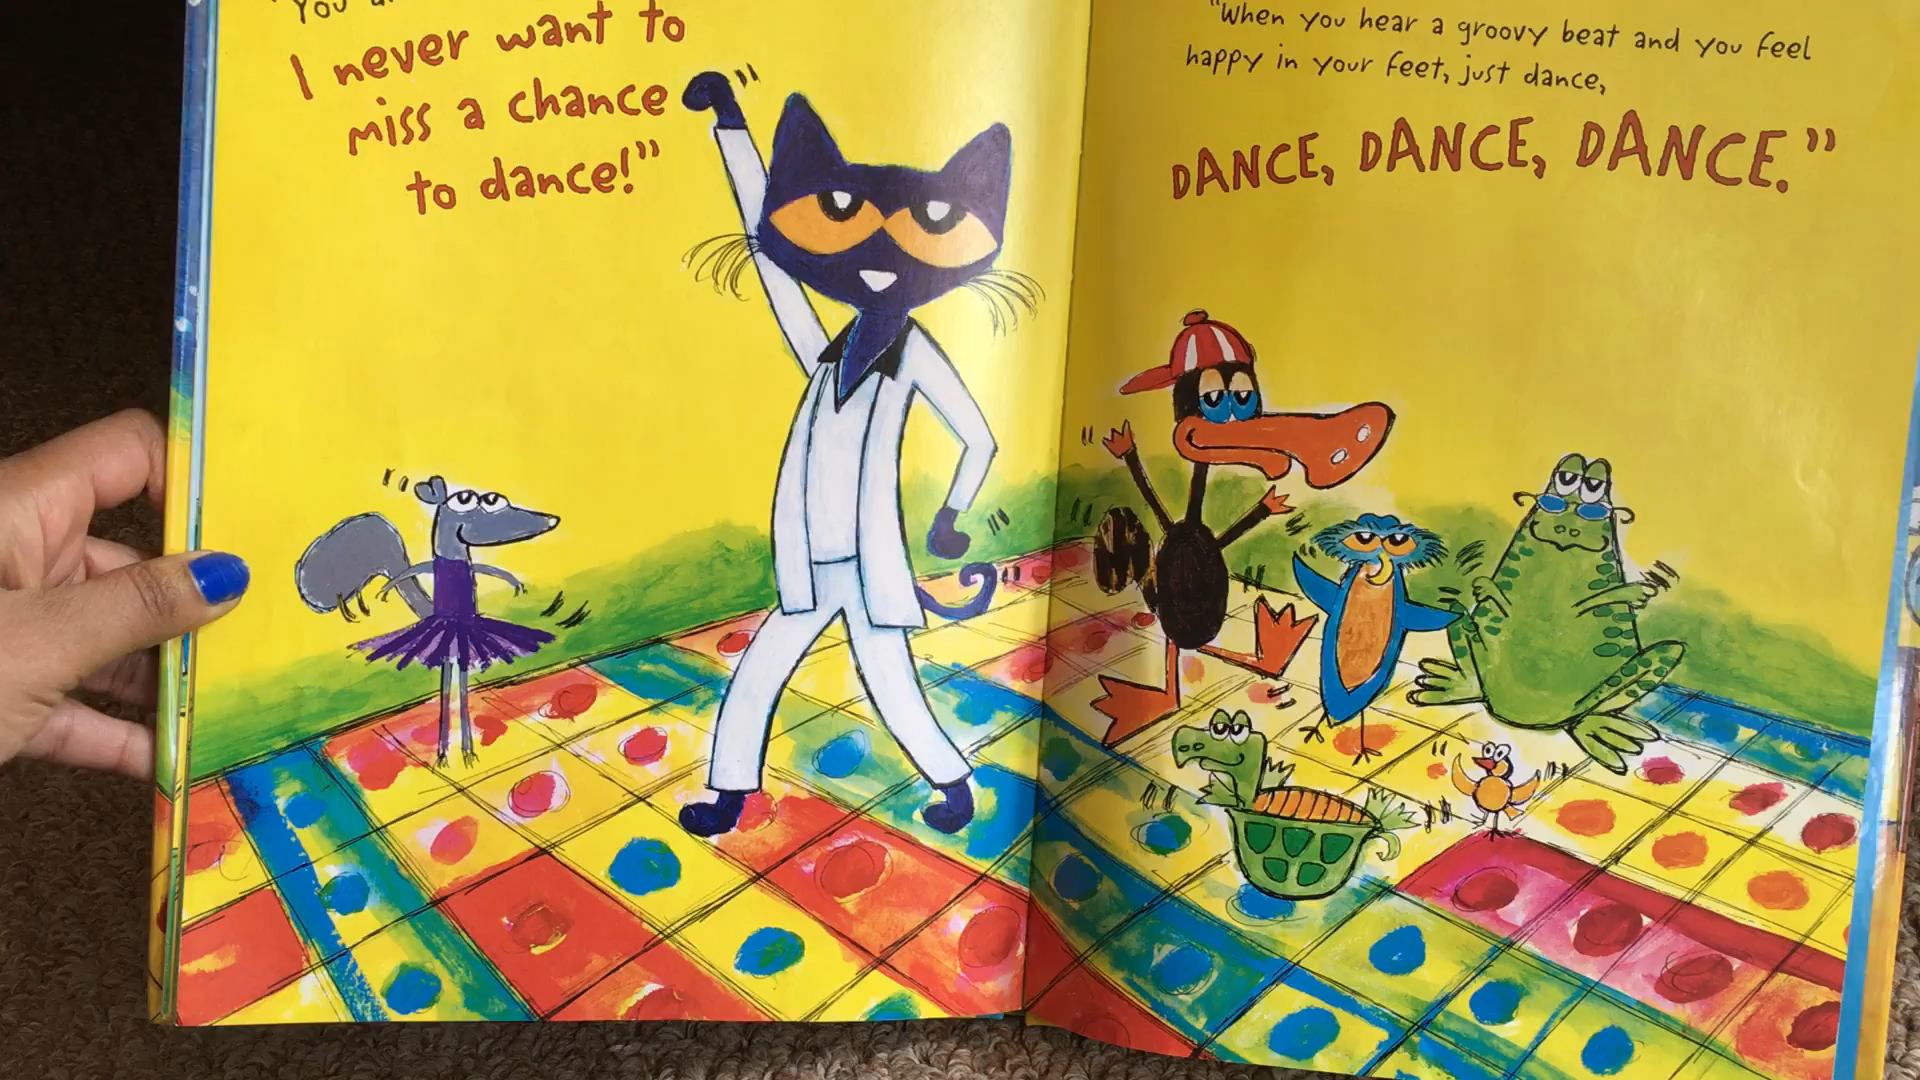 "You
I never want to
miss a chance
to dance!"
"When you hear a groovy beat and you feel
happy in your feet, just dance,
DANCE, DANCE, DANCE."